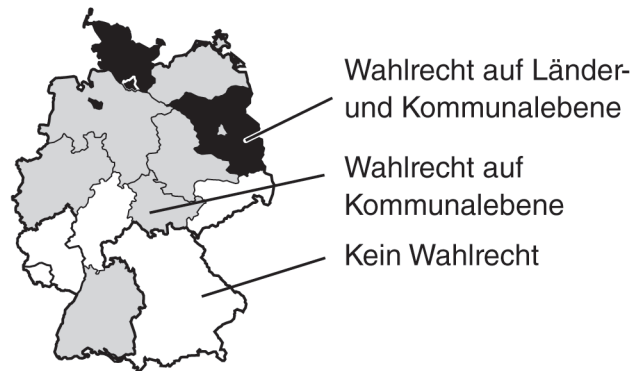 Wahlrecht auf Länder-
und Kommunalebene
Wahlrecht auf
Kommunalebene
Kein Wahlrecht